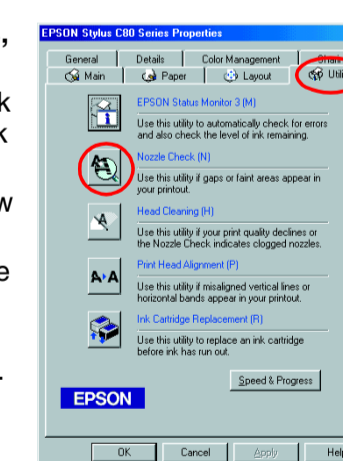 ,
k
k
w
e
.
EPSON Stylus C80 Series Properties
General Details Color Management
Main Paper Layout Utili
EPSON Status Monitor 3 (M)
Use this utility to automatically check for errors
and also check the level of ink remaining.
Nozzle Check (N)
Use this utility if gaps or faint areas appear in
your printout.
Head Cleaning (H)
Use this utility if your print quality declines or
the Nozzle Check indicates clogged nozzles.
Print Head Alignment (P)
Use this utility if misaligned vertical lines or
horizontal bands appear in your printout.
Ink Cartridge Replacement (R)
Use this utility to replace an ink cartridge
before ink has run out.
Speed & Progress
EPSON
OK Cancel Apply Help